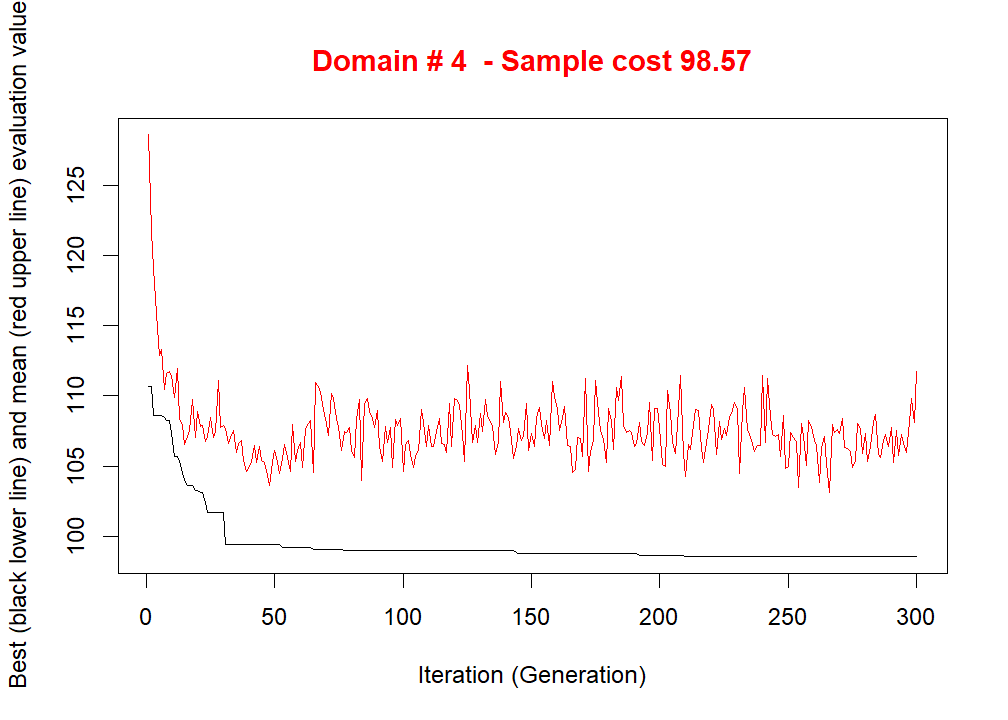 Domain # 4  - Sample cost 98.57
Best (black lower line) and mean (red upper line) evaluation value
125
120
115
110
105
100
0 50 100 150 200 250 300
Iteration (Generation)